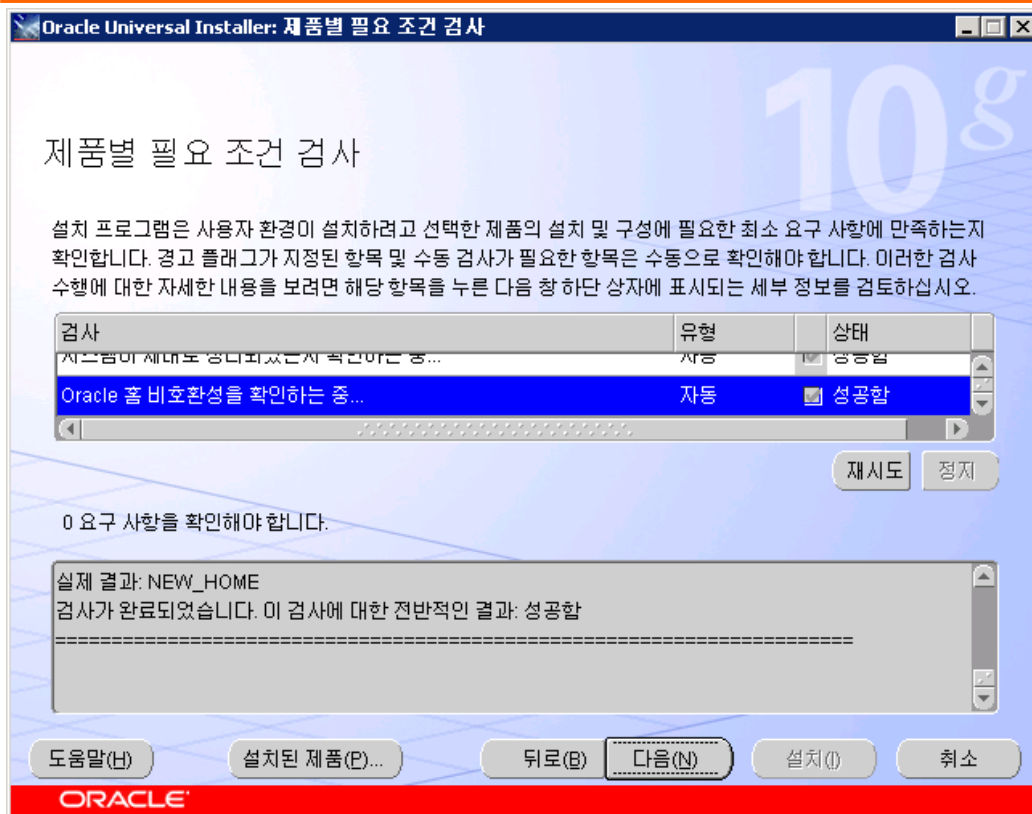 Oracle Universal Installer: 제품별 필요 조건 검사
10g
제품별 필요 조건 검사
설치 프로그램은 사용자 환경이 설치하려고 선택한 제품의 설치 및 구성에 필요한 최소 요구 사항에 만족하는지
확인합니다. 경고 플래그가 지정된 항목 및 수동 검사가 필요한 항목은 수동으로 확인해야 합니다. 이러한 검사
수행에 대한 자세한 내용을 보려면 해당 항목을 누른 다음 창 하단 상자에 표시되는 세부 정보를 검토하십시오.
검사 유형 상태
확인하는 중... 자동 성공함
Oracle 홈 비호환성을 확인하는 중... 자동 성공함
재시도 정지
0 요구 사항을 확인해야 합니다.
실제 결과: NEW_HOME
검사가 완료되었습니다. 이 검사에 대한 전반적인 결과: 성공함
=======================================================================
도움말(H) 설치된 제품(P)... 뒤로(B) 다음(N) 설치(I) 취소
ORACLE